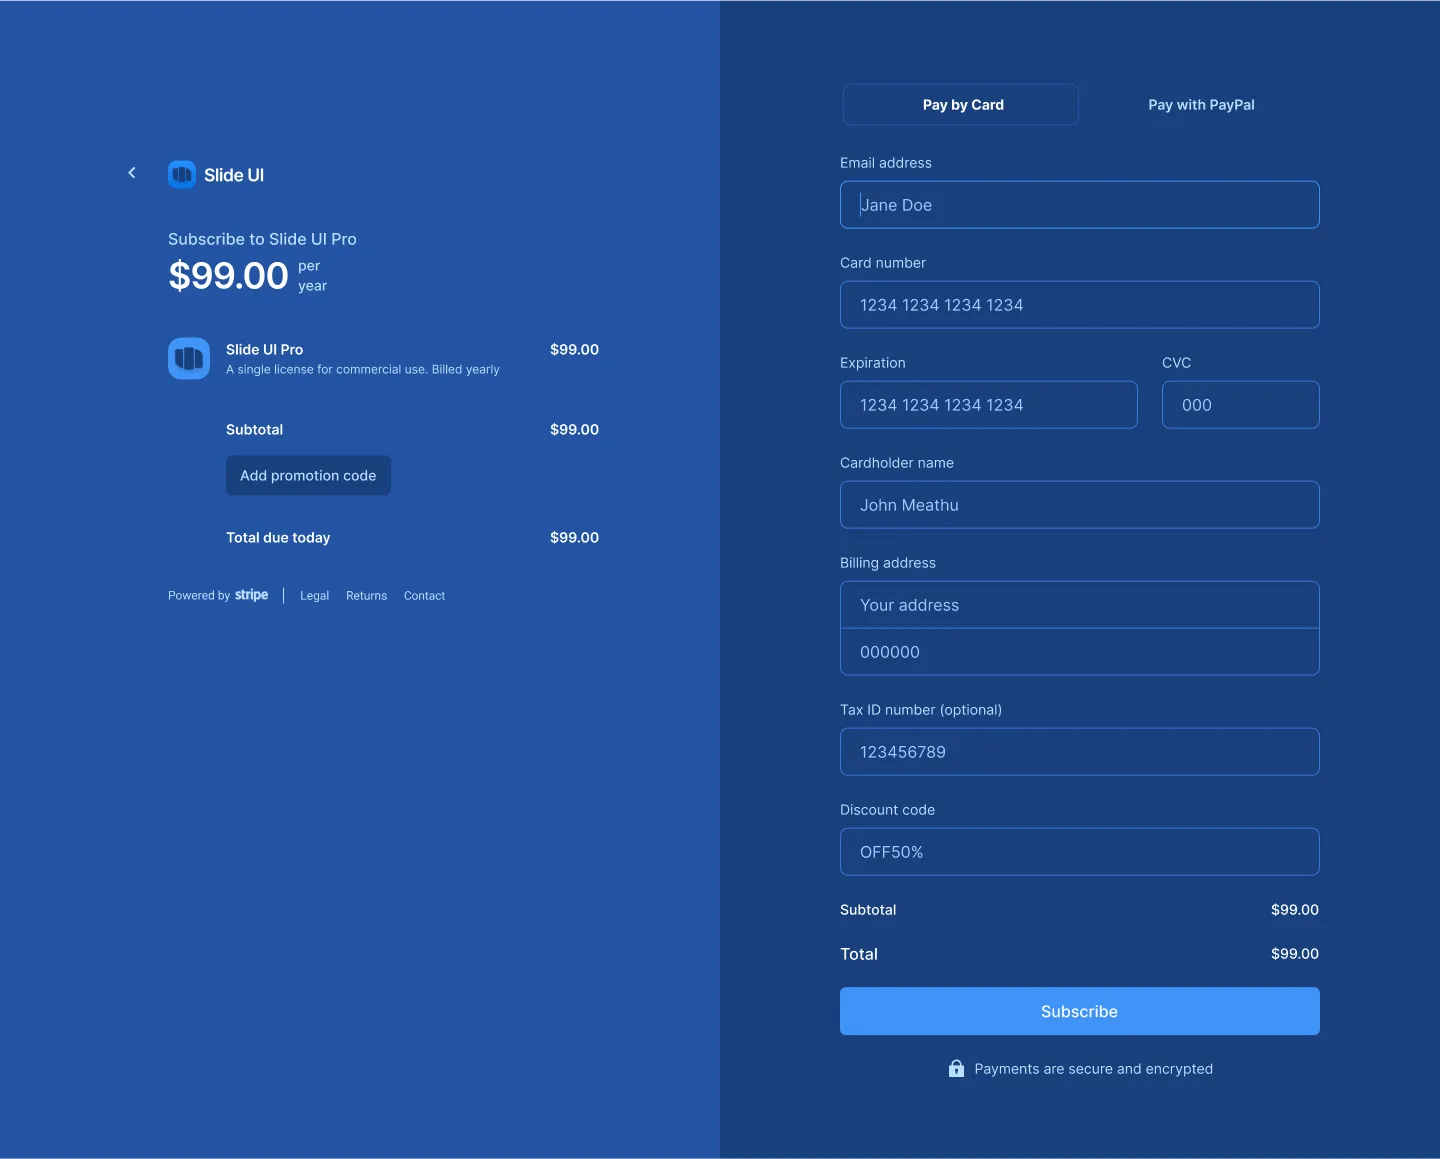 Slide UI
Subscribe to Slide UI Pro
$99.00 per
year
Slide UI Pro $99.00
A single license for commercial use. Billed yearly
Subtotal $99.00
Add promotion code
Total due today $99.00
Powered by stripe Legal Returns Contact
Pay by Card Pay with PayPal
Email address
Jane Doe
Card number
1234 1234 1234 1234
Expiration CVC
1234 1234 1234 1234 000
Cardholder name
John Meathu
Billing address
Your address
000000
Tax ID number (optional)
123456789
Discount code
OFF50%
Subtotal $99.00
Total $99.00
Subscribe
Payments are secure and encrypted